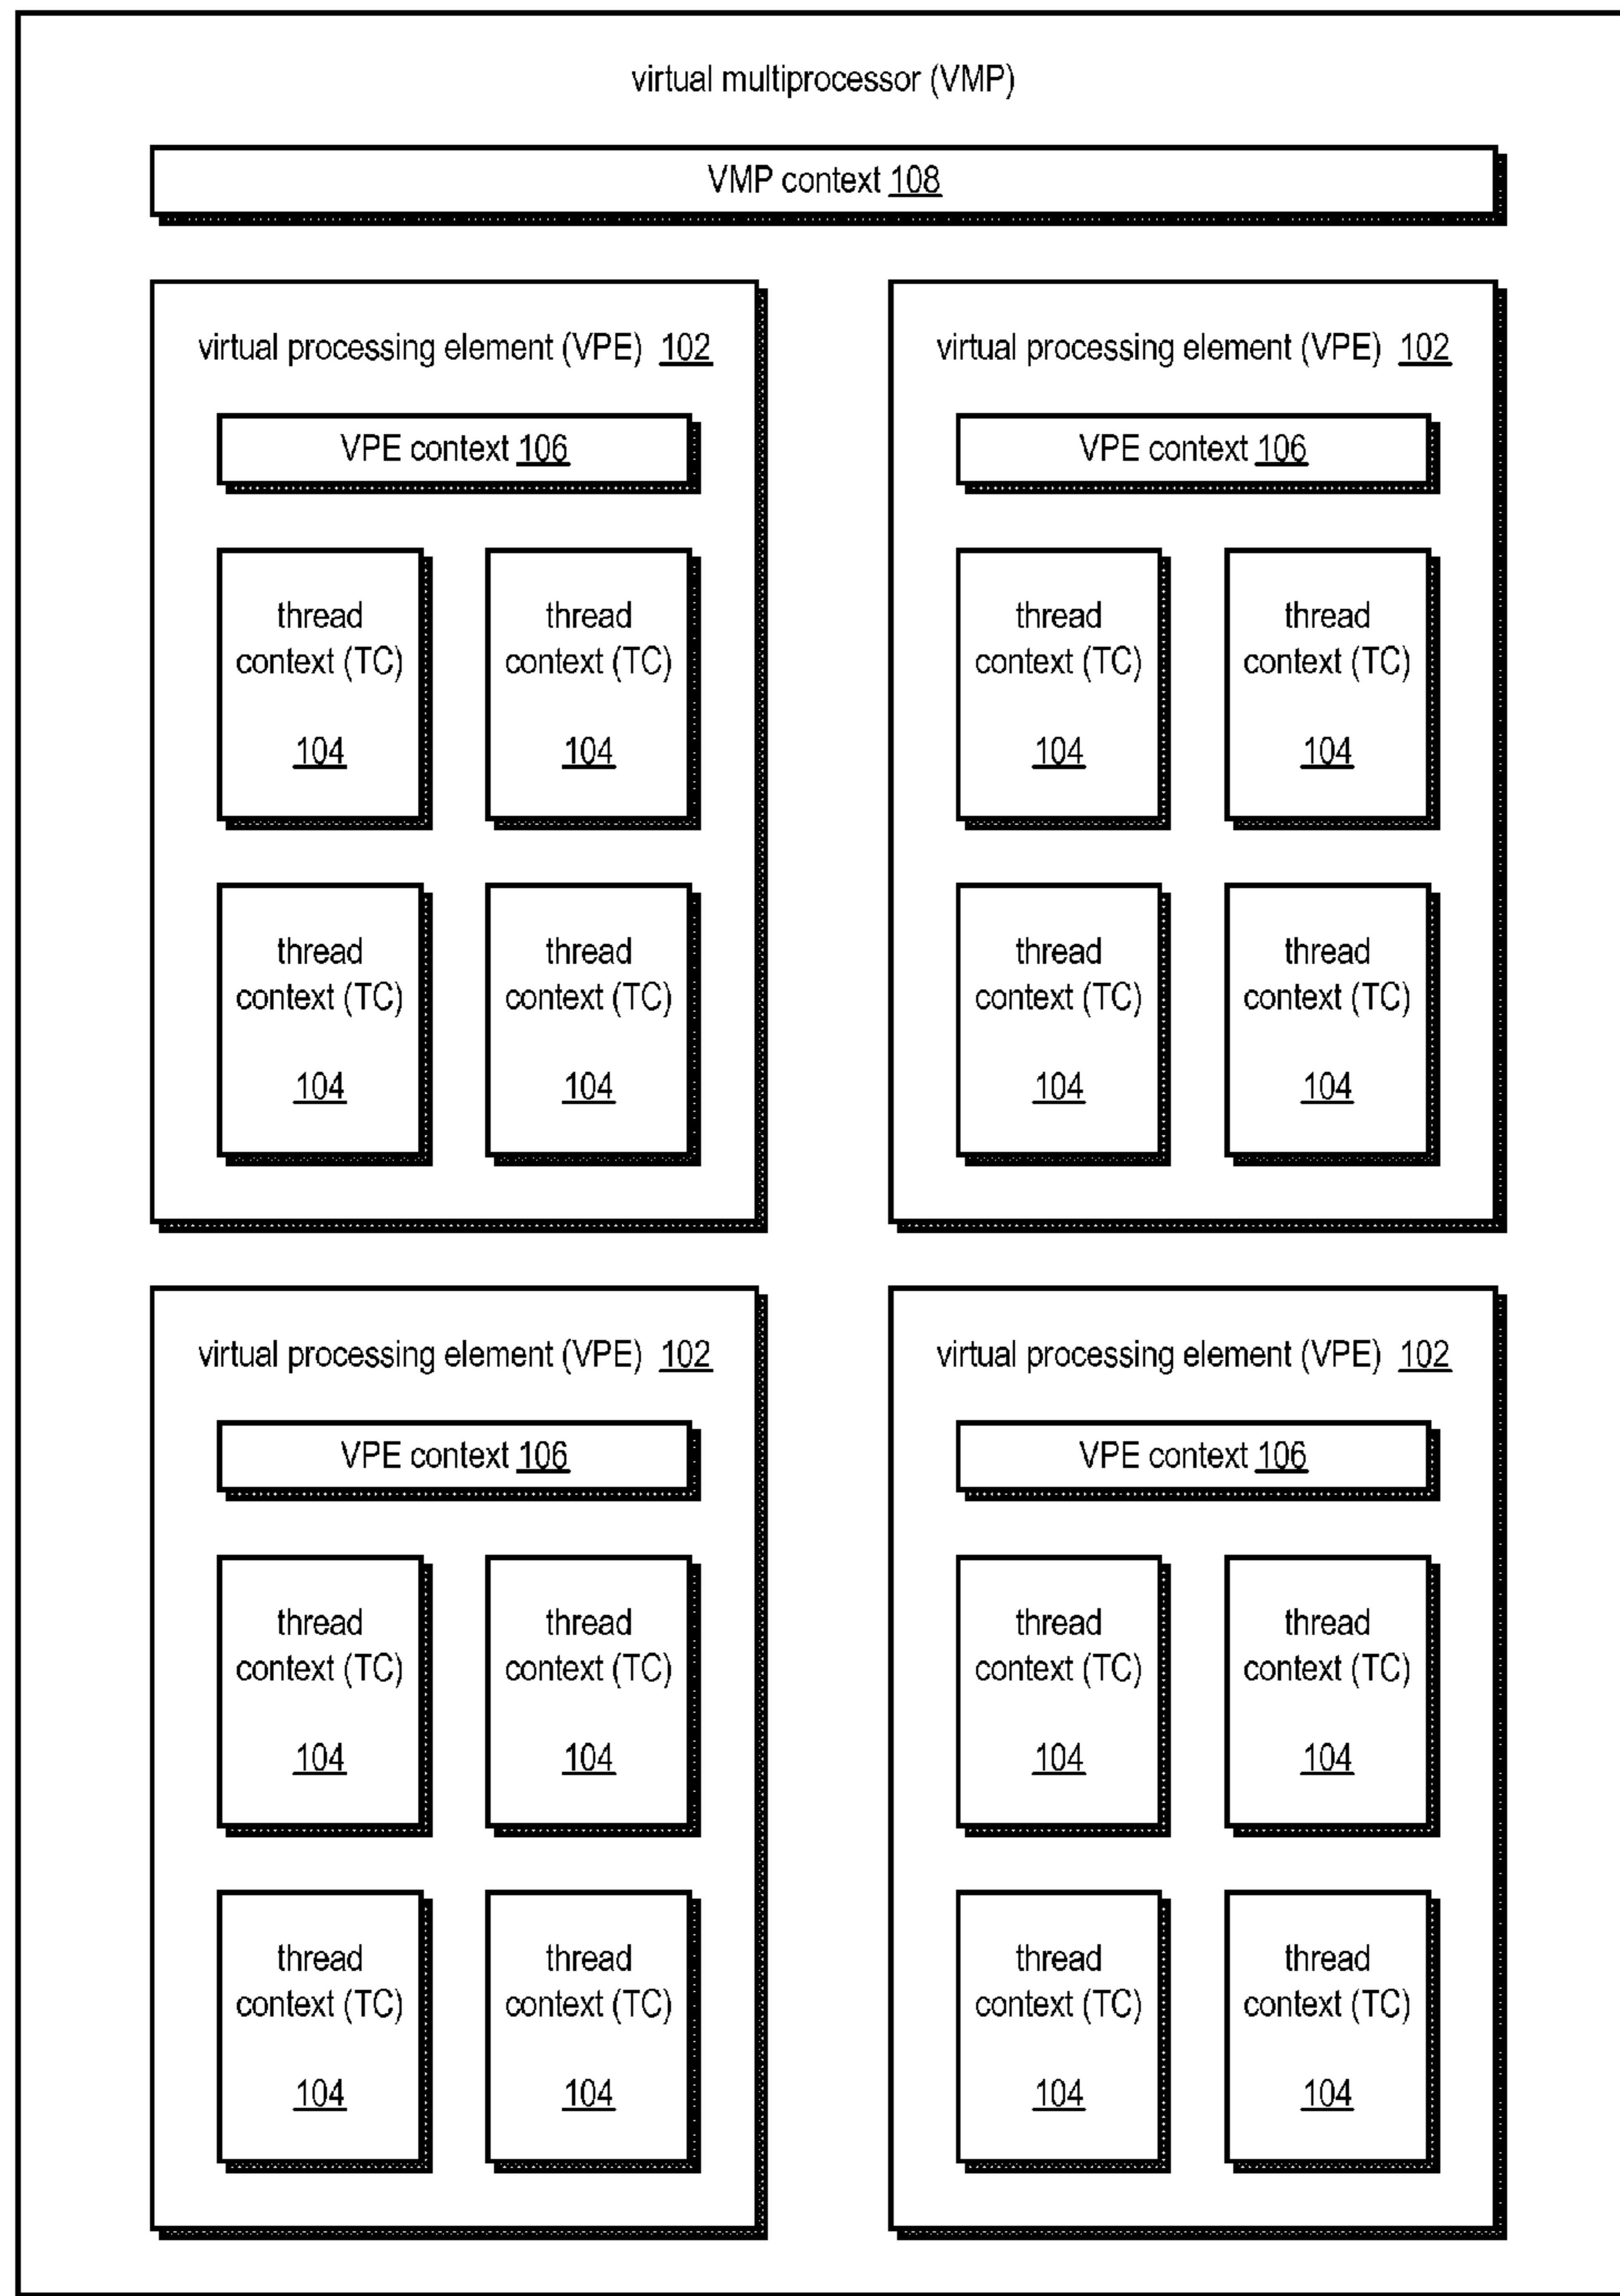 virtual multiprocessor (VMP)
VMP context 108
virtual processing element (VPE) 102
VPE context 106
thread
context (TC)
104
thread
context (TC)
104
thread
context (TC)
104
thread
context (TC)
104
virtual processing element (VPE) 102
VPE context 106
thread
context (TC)
104
thread
context (TC)
104
thread
context (TC)
104
thread
context (TC)
104
virtual processing element (VPE) 102
VPE context 106
thread
context (TC)
104
thread
context (TC)
104
thread
context (TC)
104
thread
context (TC)
104
virtual processing element (VPE) 102
VPE context 106
thread
context (TC)
104
thread
context (TC)
104
thread
context (TC)
104
thread
context (TC)
104